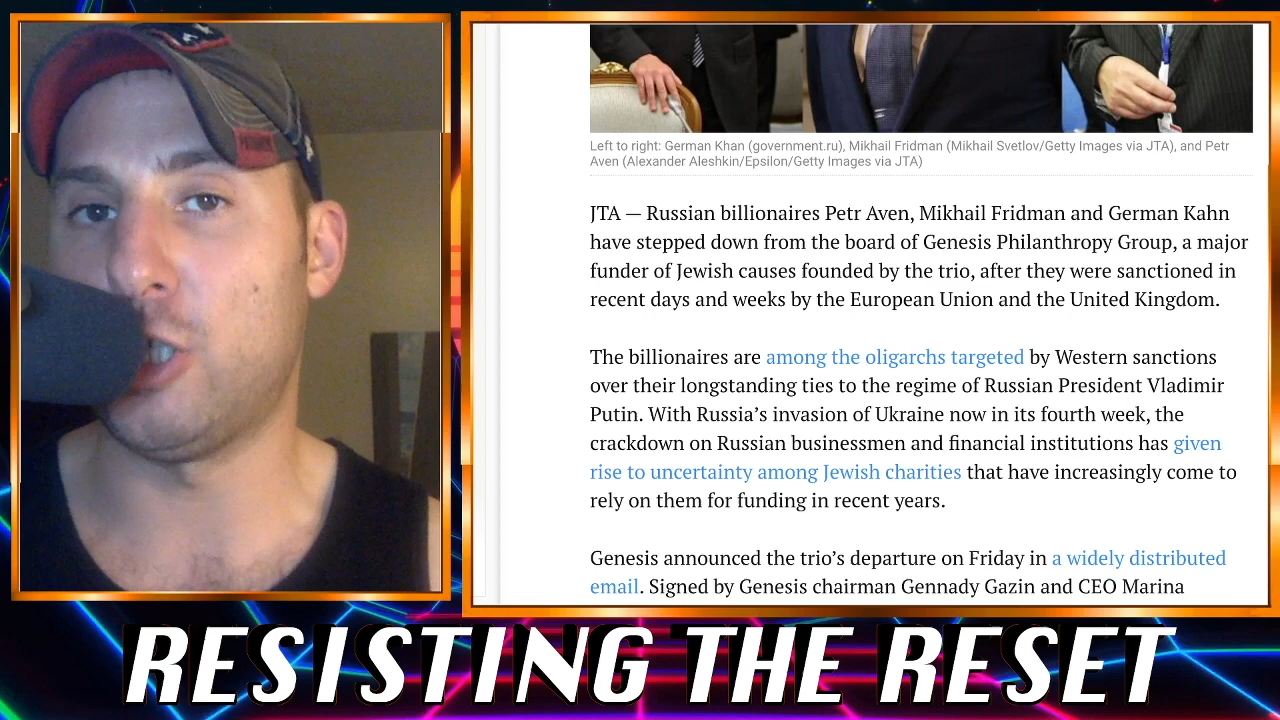 Left to right: German Khan (government.ru), Mikhail Fridman (Mikhail Svetlov/Getty Images via JTA), and Petr
Aven (Alexander Aleshkin/Epsilon/Getty Images via JTA)
JTA — Russian billionaires Petr Aven, Mikhail Fridman and German Kahn
have stepped down from the board of Genesis Philanthropy Group, a major
funder of Jewish causes founded by the trio, after they were sanctioned in
recent days and weeks by the European Union and the United Kingdom.
The billionaires are among the oligarchs targeted by Western sanctions
over their longstanding ties to the regime of Russian President Vladimir
Putin. With Russia’s invasion of Ukraine now in its fourth week, the
crackdown on Russian businessmen and financial institutions has given
rise to uncertainty among Jewish charities that have increasingly come to
rely on them for funding in recent years.
Genesis announced the trio’s departure on Friday in a widely distributed
email. Signed by Genesis chairman Gennady Gazin and CEO Marina
RESISTING THE RESET